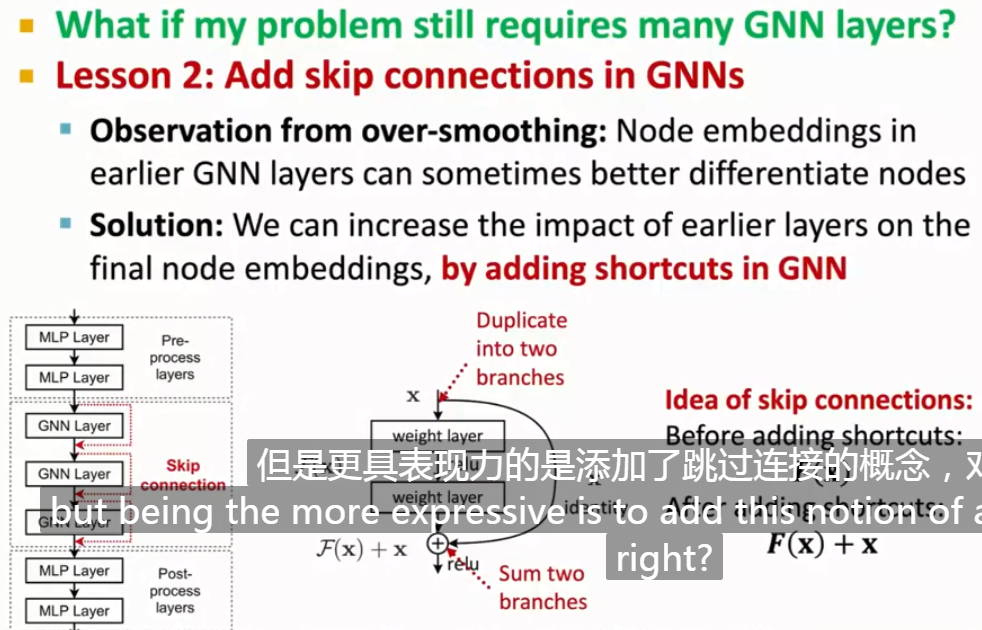 What if my problem still requires many GNN layers?
Lesson 2: Add skip connections in GNNs
Observation from over-smoothing: Node embeddings in
earlier GNN layers can sometimes better differentiate nodes
Solution: We can increase the impact of earlier layers on the
final node embeddings, by adding shortcuts in GNN
MLP Layer
MLP Layer
Pre-
process
layers
GNN Layer
GNN Layer
GNN Layer
Skip
connection
MLP Layer
MLP Layer
Post-
process
layers
Duplicate
into two
branches
x
weight layer
relu
weight layer
x
identity
F(x) + x
relu
Sum two
branches
Idea of skip connections:
Before adding shortcuts:
After adding shortcuts:
F(x) + x
但是更具表现力的是添加了跳过连接的概念，对
but being the more expressive is to add this notion of a
right?